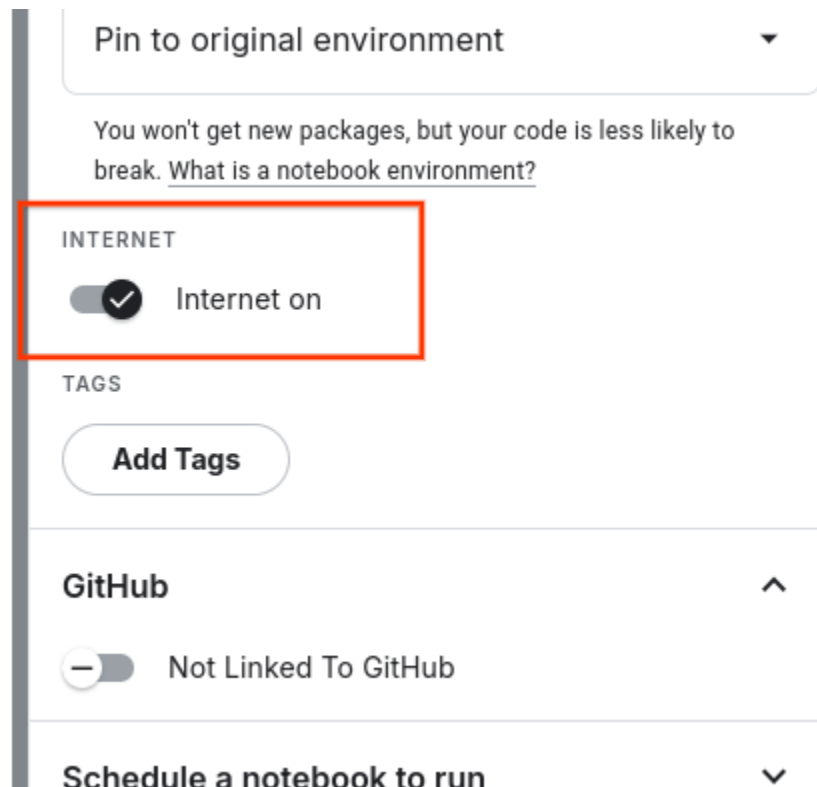 Pin to original environment
You won't get new packages, but your code is less likely to
break. What is a notebook environment?
INTERNET
Internet on
TAGS
Add Tags
GitHub
Not Linked To GitHub
Schedule a notebook to run